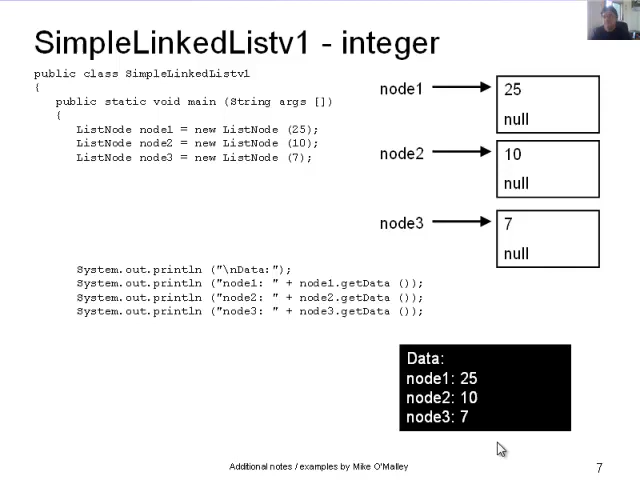 SimpleLinkedListv1 - integer
public class SimpleLinkedListv1
{
public static void main (String args [])
{
ListNode node1 = new ListNode (25);
ListNode node2 = new ListNode (10);
ListNode node3 = new ListNode (7);
node1
25
null
node2
10
null
node3
7
null
System.out.println ("\nData:");
System.out.println ("node1: " + node1.getData ());
System.out.println ("node2: " + node2.getData ());
System.out.println ("node3: " + node3.getData ());
Data:
node1: 25
node2: 10
node3: 7
Additional notes / examples by Mike O'Malley
7